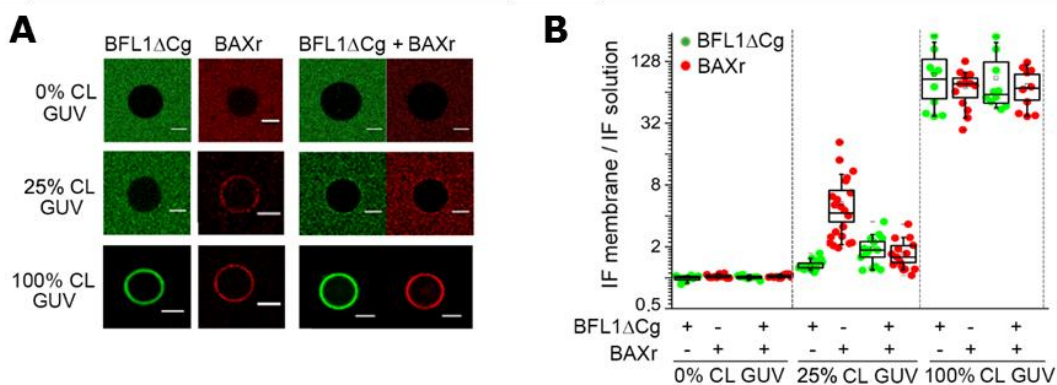 A
BFL1ΔCg BAXr BFL1ΔCg + BAXr
0% CL
GUV
25% CL
GUV
100% CL
GUV
B
BFL1ΔCg
BAXr
IF membrane / IF solution
128
32
8
2
0.5
BFL1ΔCg + - + + - + + - +
BAXr - + + - + + - + +
0% CL GUV 25% CL GUV 100% CL GUV